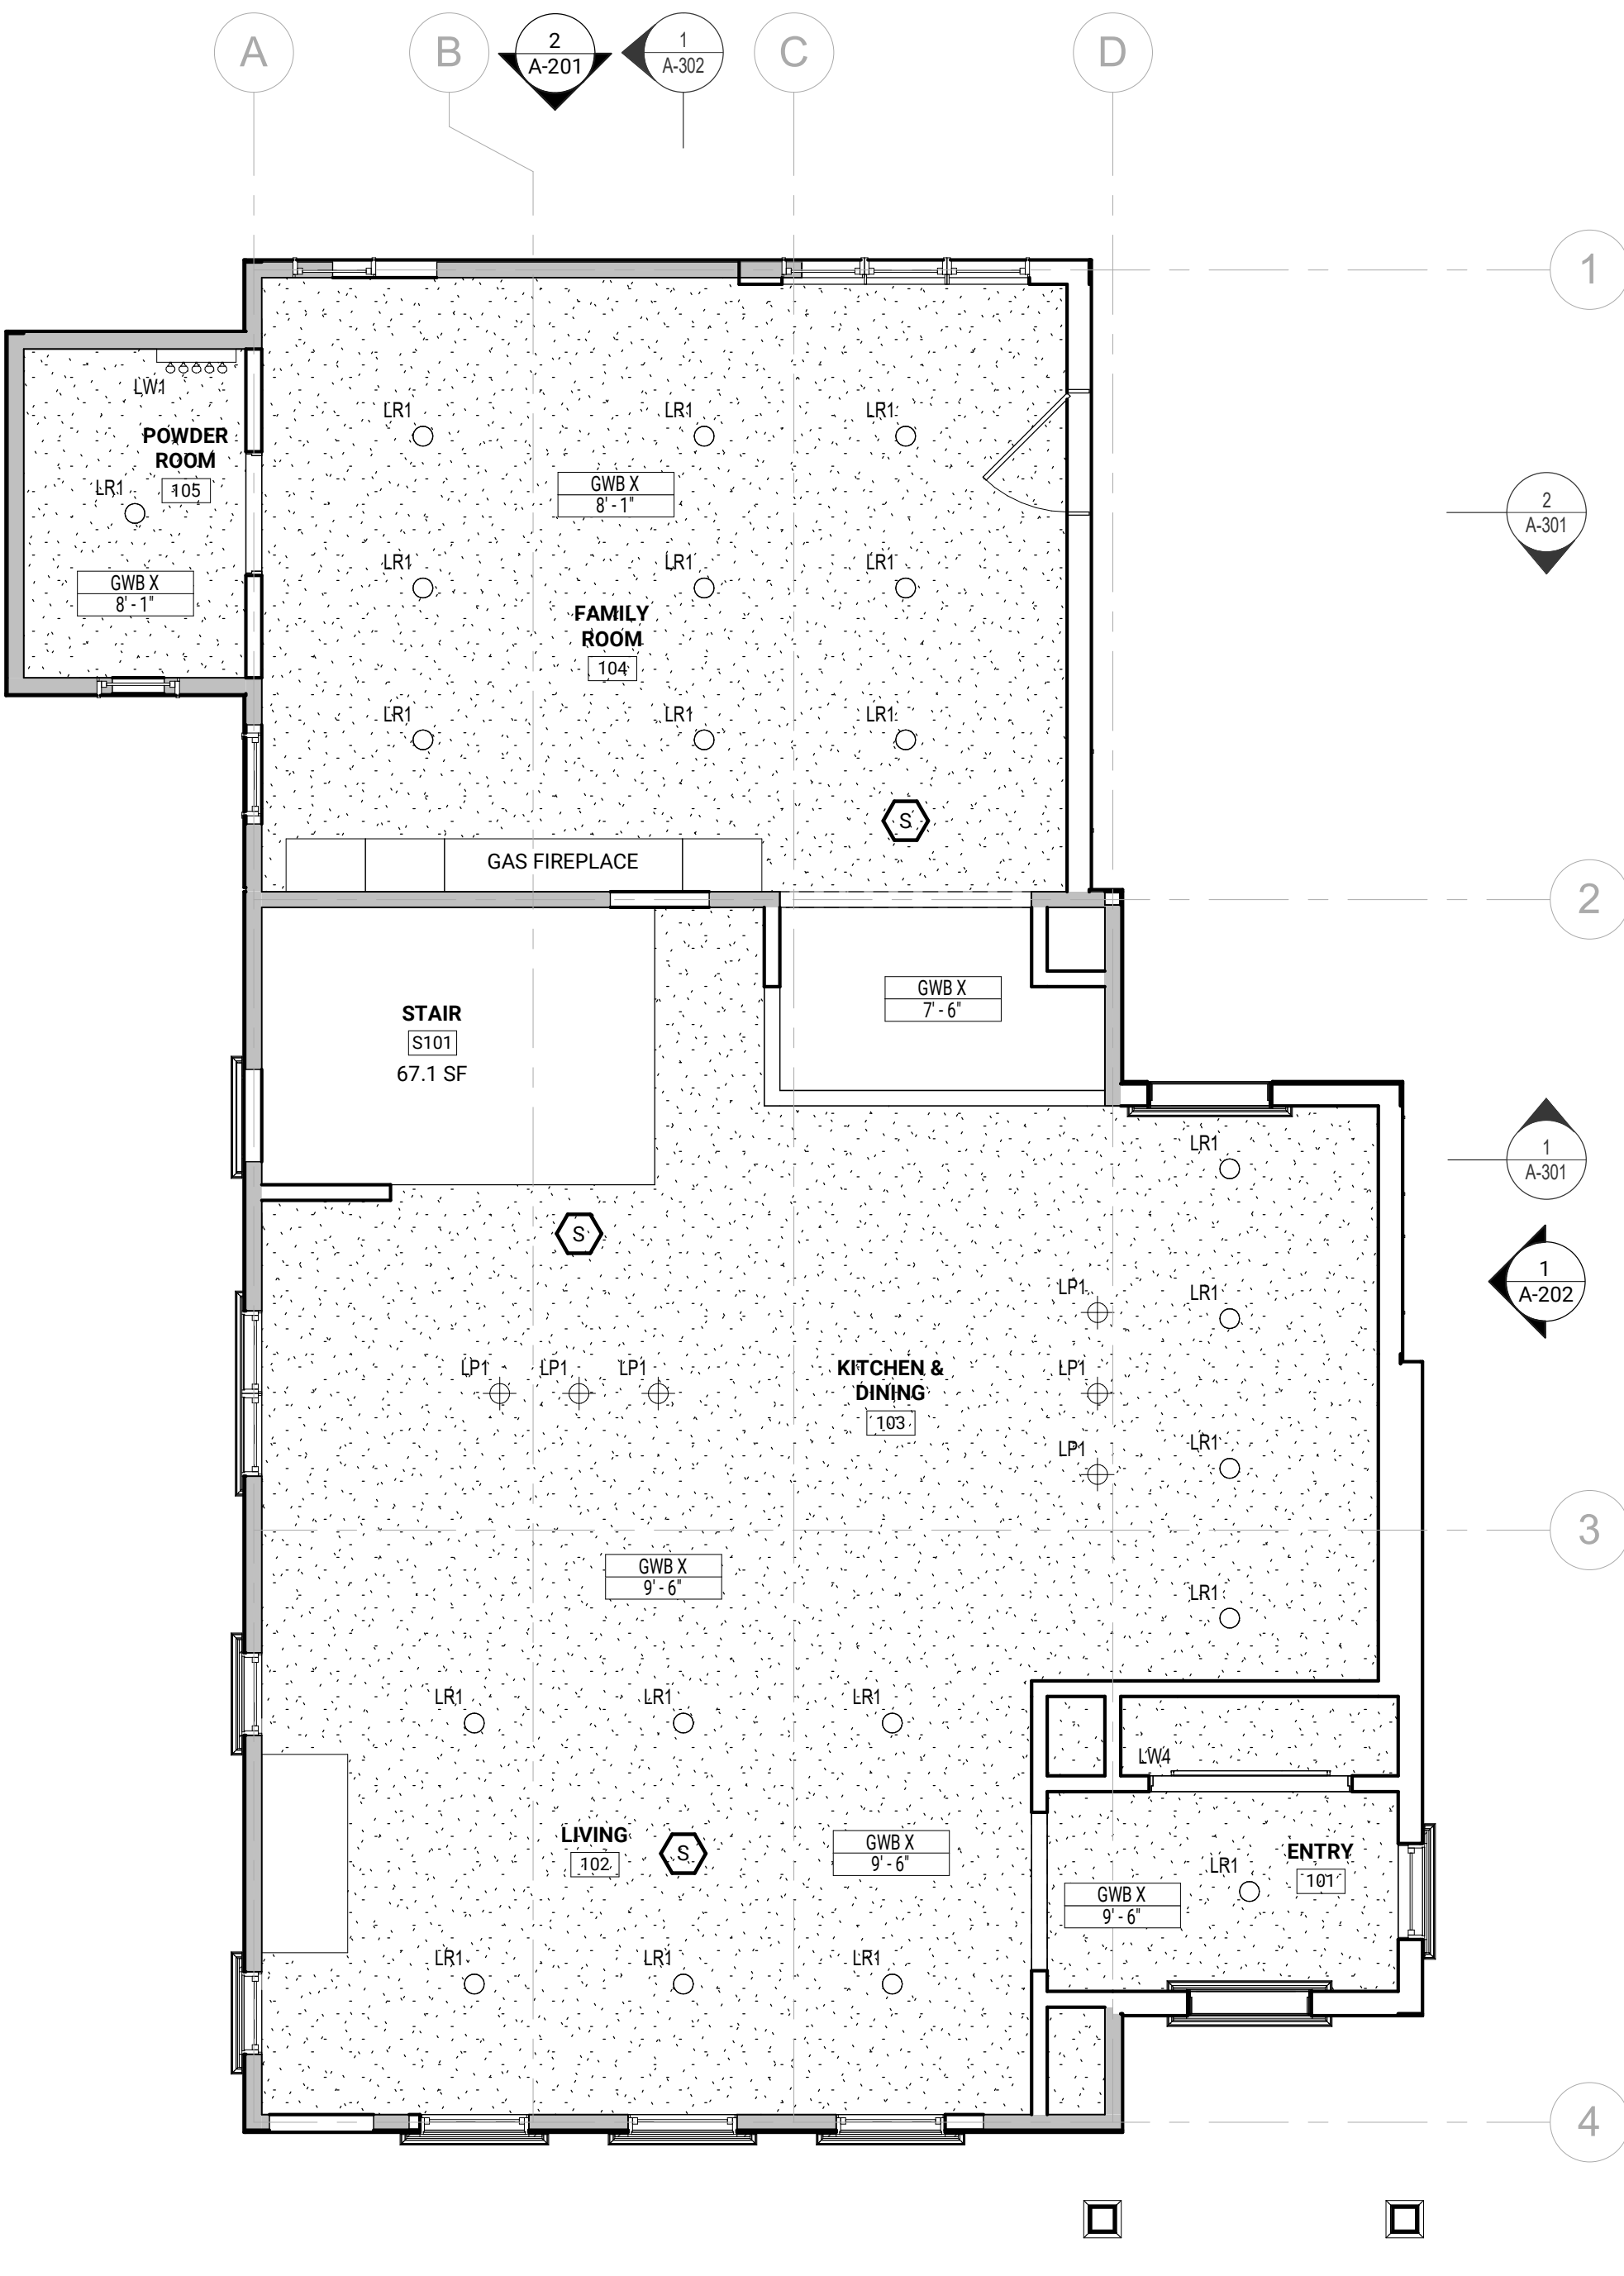 A
B
2
A-201
1
A-302
C
D
1
LW1
POWDER
ROOM
105
LR1
GWB X
8' - 1"
LR1
LR1
LR1
GWB X
8' - 1"
2
A-301
LR1
LR1
LR1
FAMILY
ROOM
104
LR1
LR1
LR1
S
GAS FIREPLACE
2
STAIR
S101
67.1 SF
GWB X
7' - 6"
LR1
1
A-301
S
1
A-202
LP1
LR1
LP1
LP1
LP1
KITCHEN &
DINING
103
LP1
LP1
LR1
3
GWB X
9' - 6"
LR1
LR1
LR1
LR1
LW4
LIVING
102
S
GWB X
9' - 6"
ENTRY
101
LR1
GWB X
9' - 6"
LR1
LR1
LR1
4